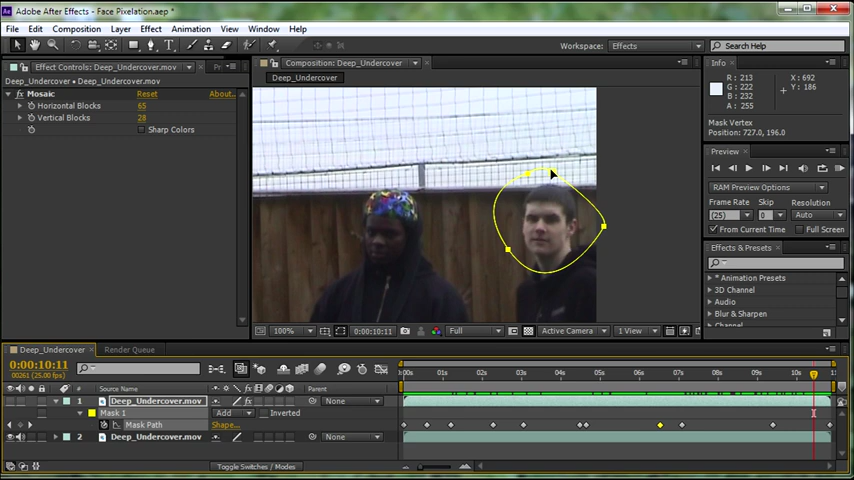 Adobe After Effects - Face Pixelation.aep *
File Edit Composition Layer Effect Animation View Window Help
Workspace: Effects Search Help
Effect Controls: Deep_Undercover.mov Pr
Composition: Deep_Undercover
Info
Deep_Undercover • Deep_Undercover.mov
Deep_Undercover
R: 213 X: 692
G: 222 Y: 186
B: 232
A: 255
fx Mosaic Reset About...
Horizontal Blocks 65
Vertical Blocks 28
Sharp Colors
Mask Vertex
Position: 727.0, 196.0
Preview
RAM Preview Options
Frame Rate Skip Resolution
(25) 0 Auto
From Current Time Full Screen
Effects & Presets
* Animation Presets
3D Channel
Audio
Blur & Sharpen
Channel
100% 0:00:10:11 Full Active Camera 1 View
Deep_Undercover Render Queue
0:00:10:11
00261 (25.00 fps)
:00s 01s 02s 03s 04s 05s 06s 07s 08s 09s 10s 11s
# Source Name Parent
1 Deep_Undercover.mov None
Mask 1 Add Inverted
Mask Path Shape...
2 Deep_Undercover.mov None
Toggle Switches / Modes